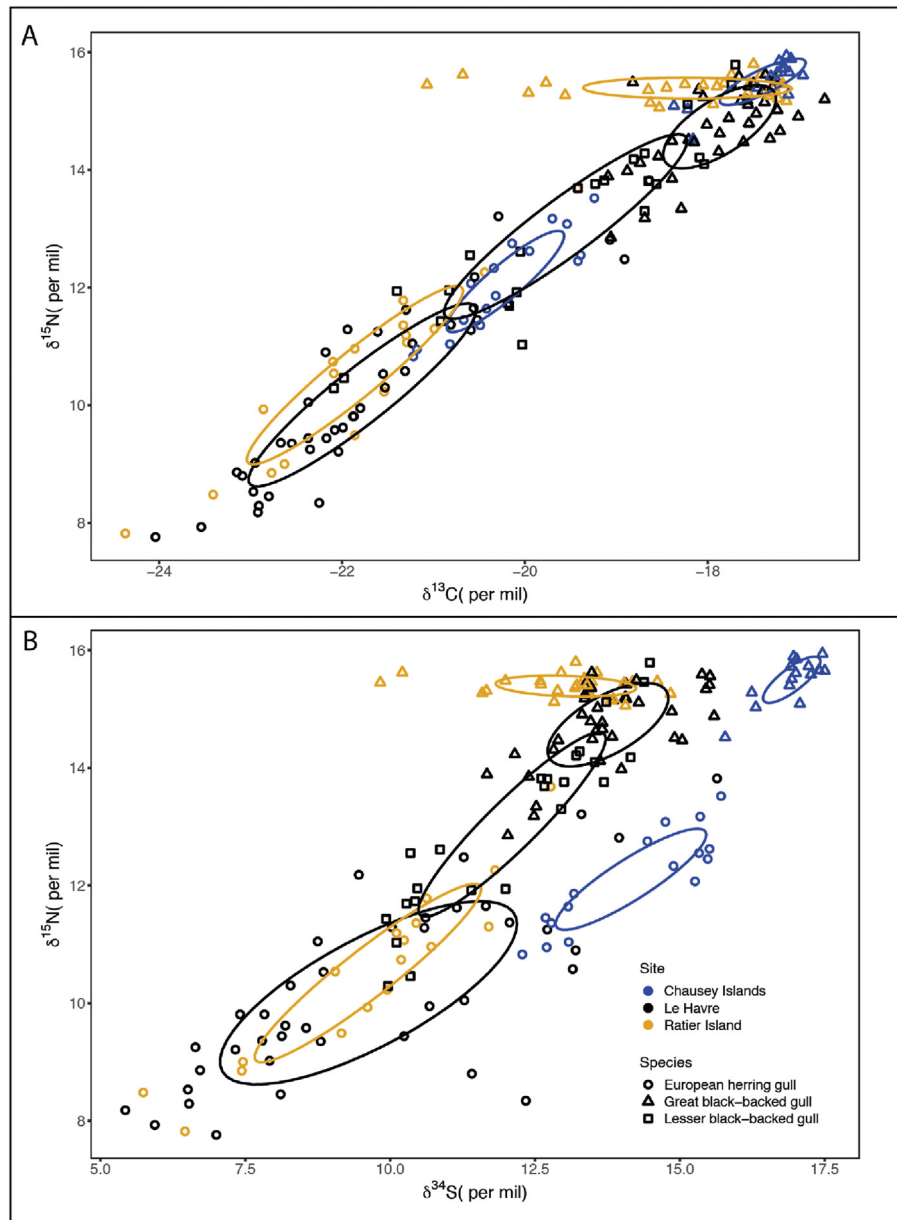 A
16
14
12
10
8
δ15N( per mil)
−24
−22
−20
−18
δ13C( per mil)
B
16
14
12
10
8
δ15N( per mil)
Site
Chausey Islands
Le Havre
Ratier Island
Species
European herring gull
Great black−backed gull
Lesser black−backed gull
5.0
7.5
10.0
12.5
15.0
17.5
δ34S( per mil)